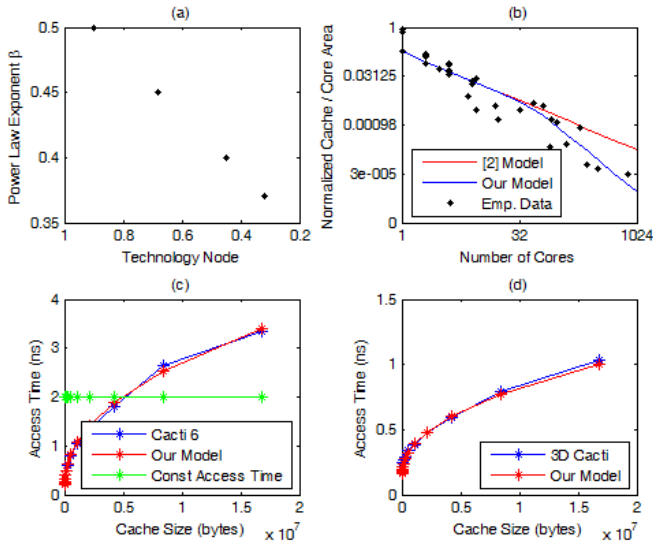 (a)
0.5
0.45
0.4
0.35
1
0.8
0.6
0.4
0.2
Power Law Exponent β
Technology Node
(b)
1
0.03125
0.00098
3e-005
1
32
1024
Normalized Cache / Core Area
Number of Cores
[2] Model
Our Model
Emp. Data
(c)
4
3
2
1
0
0
0.5
1
1.5
2
x 10^7
Access Time (ns)
Cache Size (bytes)
Cacti 6
Our Model
Const Access Time
(d)
1.5
1
0.5
0
0
0.5
1
1.5
2
x 10^7
Access Time (ns)
Cache Size (bytes)
3D Cacti
Our Model